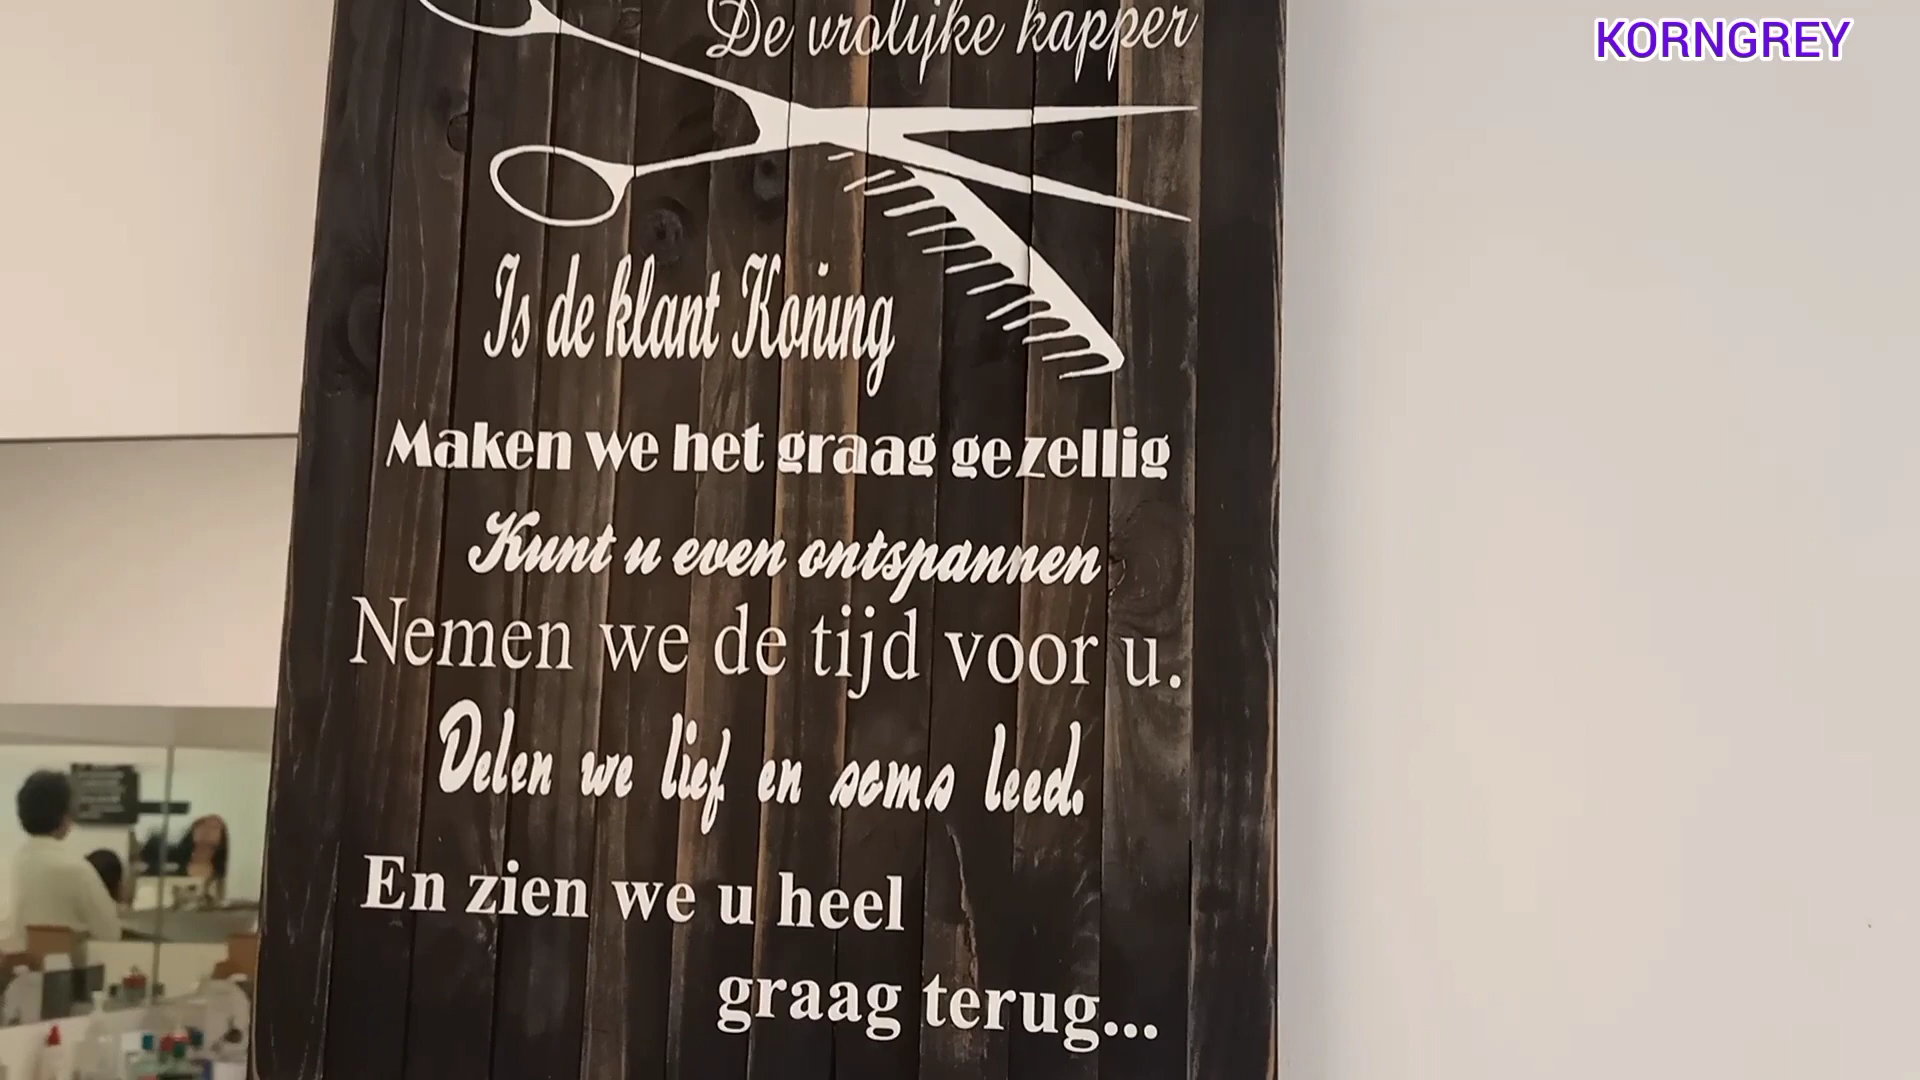 KORNGREY
De vrolijke kapper
Is de klant Koning
Maken we het graag gezellig
Kunt u even ontspannen
Nemen we de tijd voor u.
Delen we lief en soms leed.
En zien we u heel
graag terug...